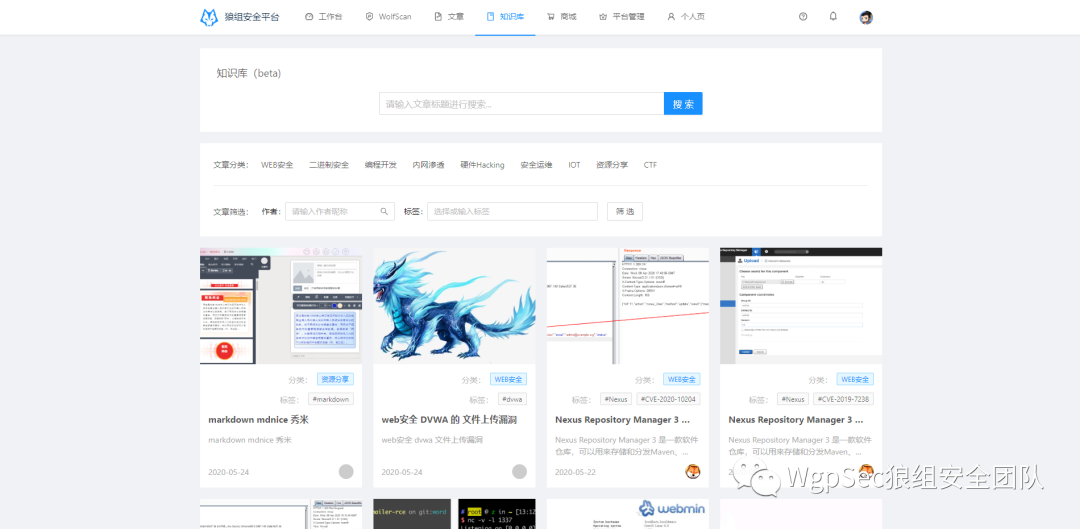 狼组安全平台 工作台 WolfScan 文章 知识库 商城 平台管理 个人页
知识库（beta）
请输入文章标题进行搜索... 搜 索
文章分类： WEB安全 二进制安全 编程开发 内网渗透 硬件Hacking 安全运维 IOT 资源分享 CTF
文章筛选： 作者： 请输入作者昵称 标签： 选择或输入标签 筛 选
Response
Upload
分类： 资源分享
标签： #markdown
markdown mdnice 秀米
markdown mdnice 秀米
2020-05-24
分类： WEB安全
标签： #dvwa
web安全 DVWA 的 文件上传漏洞
web安全 dvwa 文件上传漏洞
2020-05-24
分类： WEB安全
标签： #Nexus #CVE-2020-10204
Nexus Repository Manager 3 ...
Nexus Repository Manager 3 是一款软件
仓库，可以用来存储和分发Maven、...
2020-05-22
分类： WEB安全
标签： #Nexus #CVE-2019-7238
Nexus Repository Manager 3 ...
Nexus Repository Manager 3 是一款软件
仓库，可以用来存储和分发Maven、...
WgpSec狼组安全团队
mailer-rce on git:word
root @ z in ~ [13:12
$ nc -v -l 1337
webmin